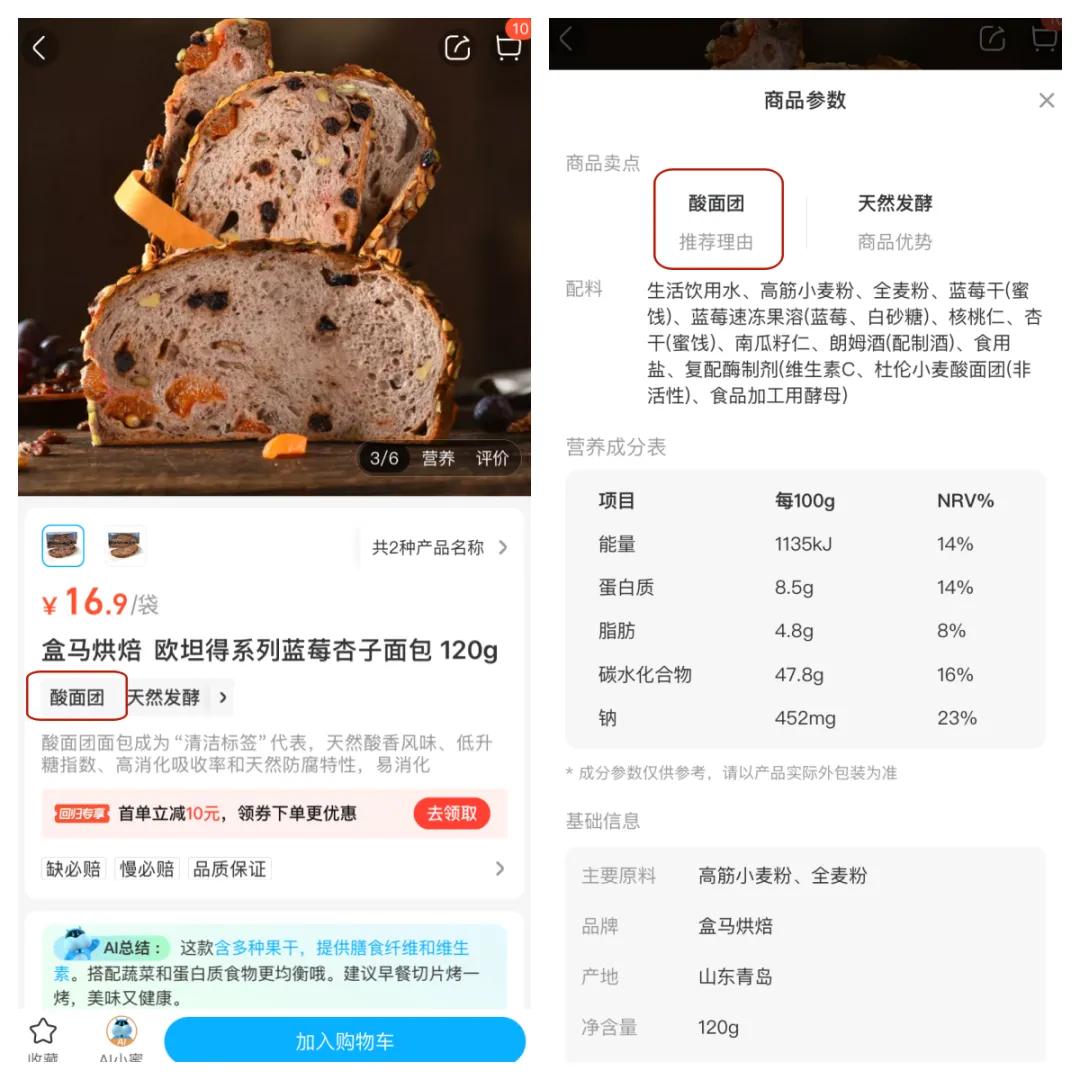 10
3/6 营养 评价
共2种产品名称
¥16.9/袋
盒马烘焙 欧坦得系列蓝莓杏子面包 120g
酸面团 天然发酵
酸面团面包成为“清洁标签”代表，天然酸香风味、低升
糖指数、高消化吸收率和天然防腐特性，易消化
回归专享 首单立减10元，领券下单更优惠 去领取
缺必赔 慢必赔 品质保证
AI总结： 这款含多种果干，提供膳食纤维和维生
素。搭配蔬菜和蛋白质食物更均衡哦。建议早餐切片烤一
烤，美味又健康。
收藏 AI小蜜 加入购物车
商品参数
商品卖点
酸面团 天然发酵
推荐理由 商品优势
配料 生活饮用水、高筋小麦粉、全麦粉、蓝莓干(蜜
饯)、蓝莓速冻果溶(蓝莓、白砂糖)、核桃仁、杏
干(蜜饯)、南瓜籽仁、朗姆酒(配制酒)、食用
盐、复配酶制剂(维生素C、杜伦小麦酸面团(非
活性)、食品加工用酵母)
营养成分表
项目 每100g NRV%
能量 1135kJ 14%
蛋白质 8.5g 14%
脂肪 4.8g 8%
碳水化合物 47.8g 16%
钠 452mg 23%
* 成分参数仅供参考，请以产品实际外包装为准
基础信息
主要原料 高筋小麦粉、全麦粉
品牌 盒马烘焙
产地 山东青岛
净含量 120g